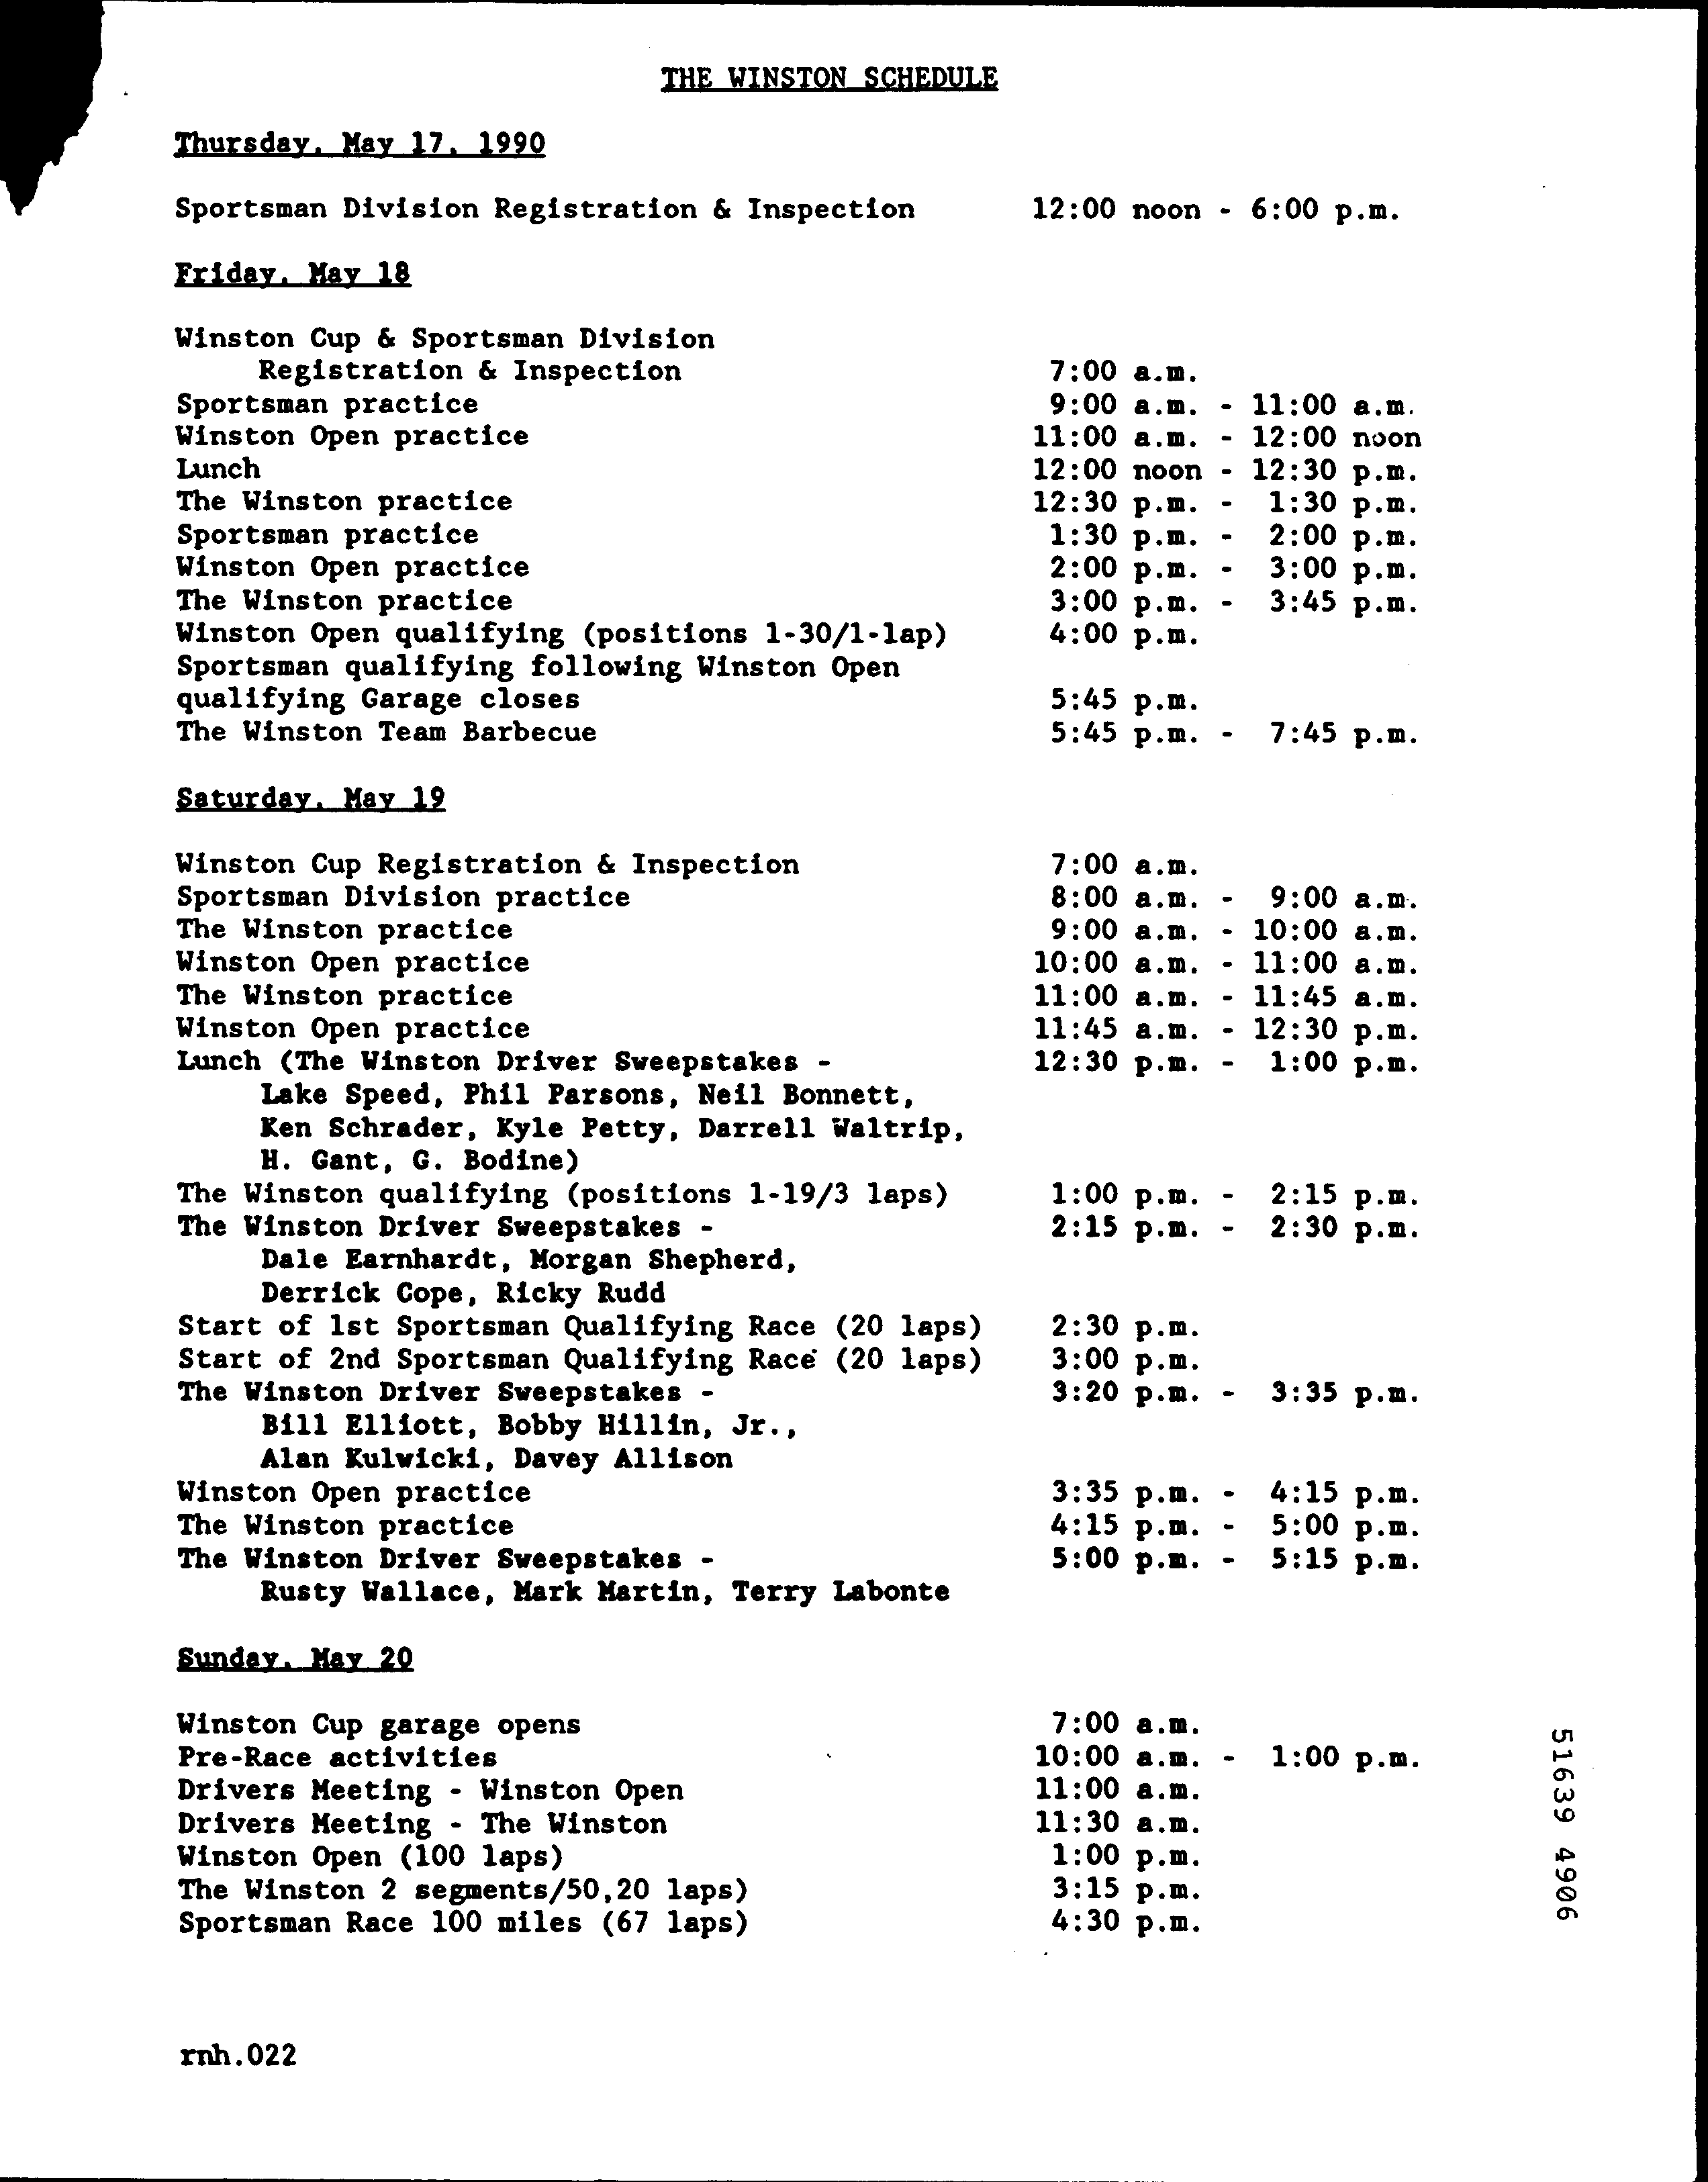 THE WINSTON SCHEDULE
Thursday, May 17, 1990
Sportsman Division Registration & Inspection 12:00 noon - 6:00 p.m.
Friday, May 18
Winston Cup & Sportsman Division
Registration & Inspection 7:00 a.m.
Sportsman practice 9:00 a.m. - 11:00 a.m.
Winston Open practice 11:00 a.m. - 12:00 noon
Lunch 12:00 noon - 12:30 p.m.
The Winston practice 12:30 p.m. - 1:30 p.m.
Sportsman practice 1:30 p.m. - 2:00 p.m.
Winston Open practice 2:00 p.m. - 3:00 p.m.
The Winston practice 3:00 p.m. - 3:45 p.m.
Winston Open qualifying (positions 1-30/1-lap) 4:00 p.m.
Sportsman qualifying following Winston Open
qualifying Garage closes 5:45 p.m.
The Winston Team Barbecue 5:45 p.m. - 7:45 p.m.
Saturday, May 19
Winston Cup Registration & Inspection 7:00 a.m.
Sportsman Division practice 8:00 a.m. - 9:00 a.m.
The Winston practice 9:00 a.m. - 10:00 a.m.
Winston Open practice 10:00 a.m. - 11:00 a.m.
The Winston practice 11:00 a.m. - 11:45 a.m.
Winston Open practice 11:45 a.m. - 12:30 p.m.
Lunch (The Winston Driver Sweepstakes - 12:30 p.m. - 1:00 p.m.
Lake Speed, Phil Parsons, Neil Bonnett,
Ken Schrader, Kyle Petty, Darrell Waltrip,
H. Gant, G. Bodine)
The Winston qualifying (positions 1-19/3 laps) 1:00 p.m. - 2:15 p.m.
The Winston Driver Sweepstakes - 2:15 p.m. - 2:30 p.m.
Dale Earnhardt, Morgan Shepherd,
Derrick Cope, Ricky Rudd
Start of 1st Sportsman Qualifying Race (20 laps) 2:30 p.m.
Start of 2nd Sportsman Qualifying Race (20 laps) 3:00 p.m.
The Winston Driver Sweepstakes - 3:20 p.m. - 3:35 p.m.
Bill Elliott, Bobby Hillin, Jr.,
Alan Kulwicki, Davey Allison
Winston Open practice 3:35 p.m. - 4:15 p.m.
The Winston practice 4:15 p.m. - 5:00 p.m.
The Winston Driver Sweepstakes - 5:00 p.m. - 5:15 p.m.
Rusty Wallace, Mark Martin, Terry Labonte
Sunday, May 20
Winston Cup garage opens 7:00 a.m.
Pre-Race activities 10:00 a.m. - 1:00 p.m.
Drivers Meeting - Winston Open 11:00 a.m.
Drivers Meeting - The Winston 11:30 a.m.
Winston Open (100 laps) 1:00 p.m.
The Winston 2 segments/50,20 laps) 3:15 p.m.
Sportsman Race 100 miles (67 laps) 4:30 p.m.
51639 4906
rnh.022